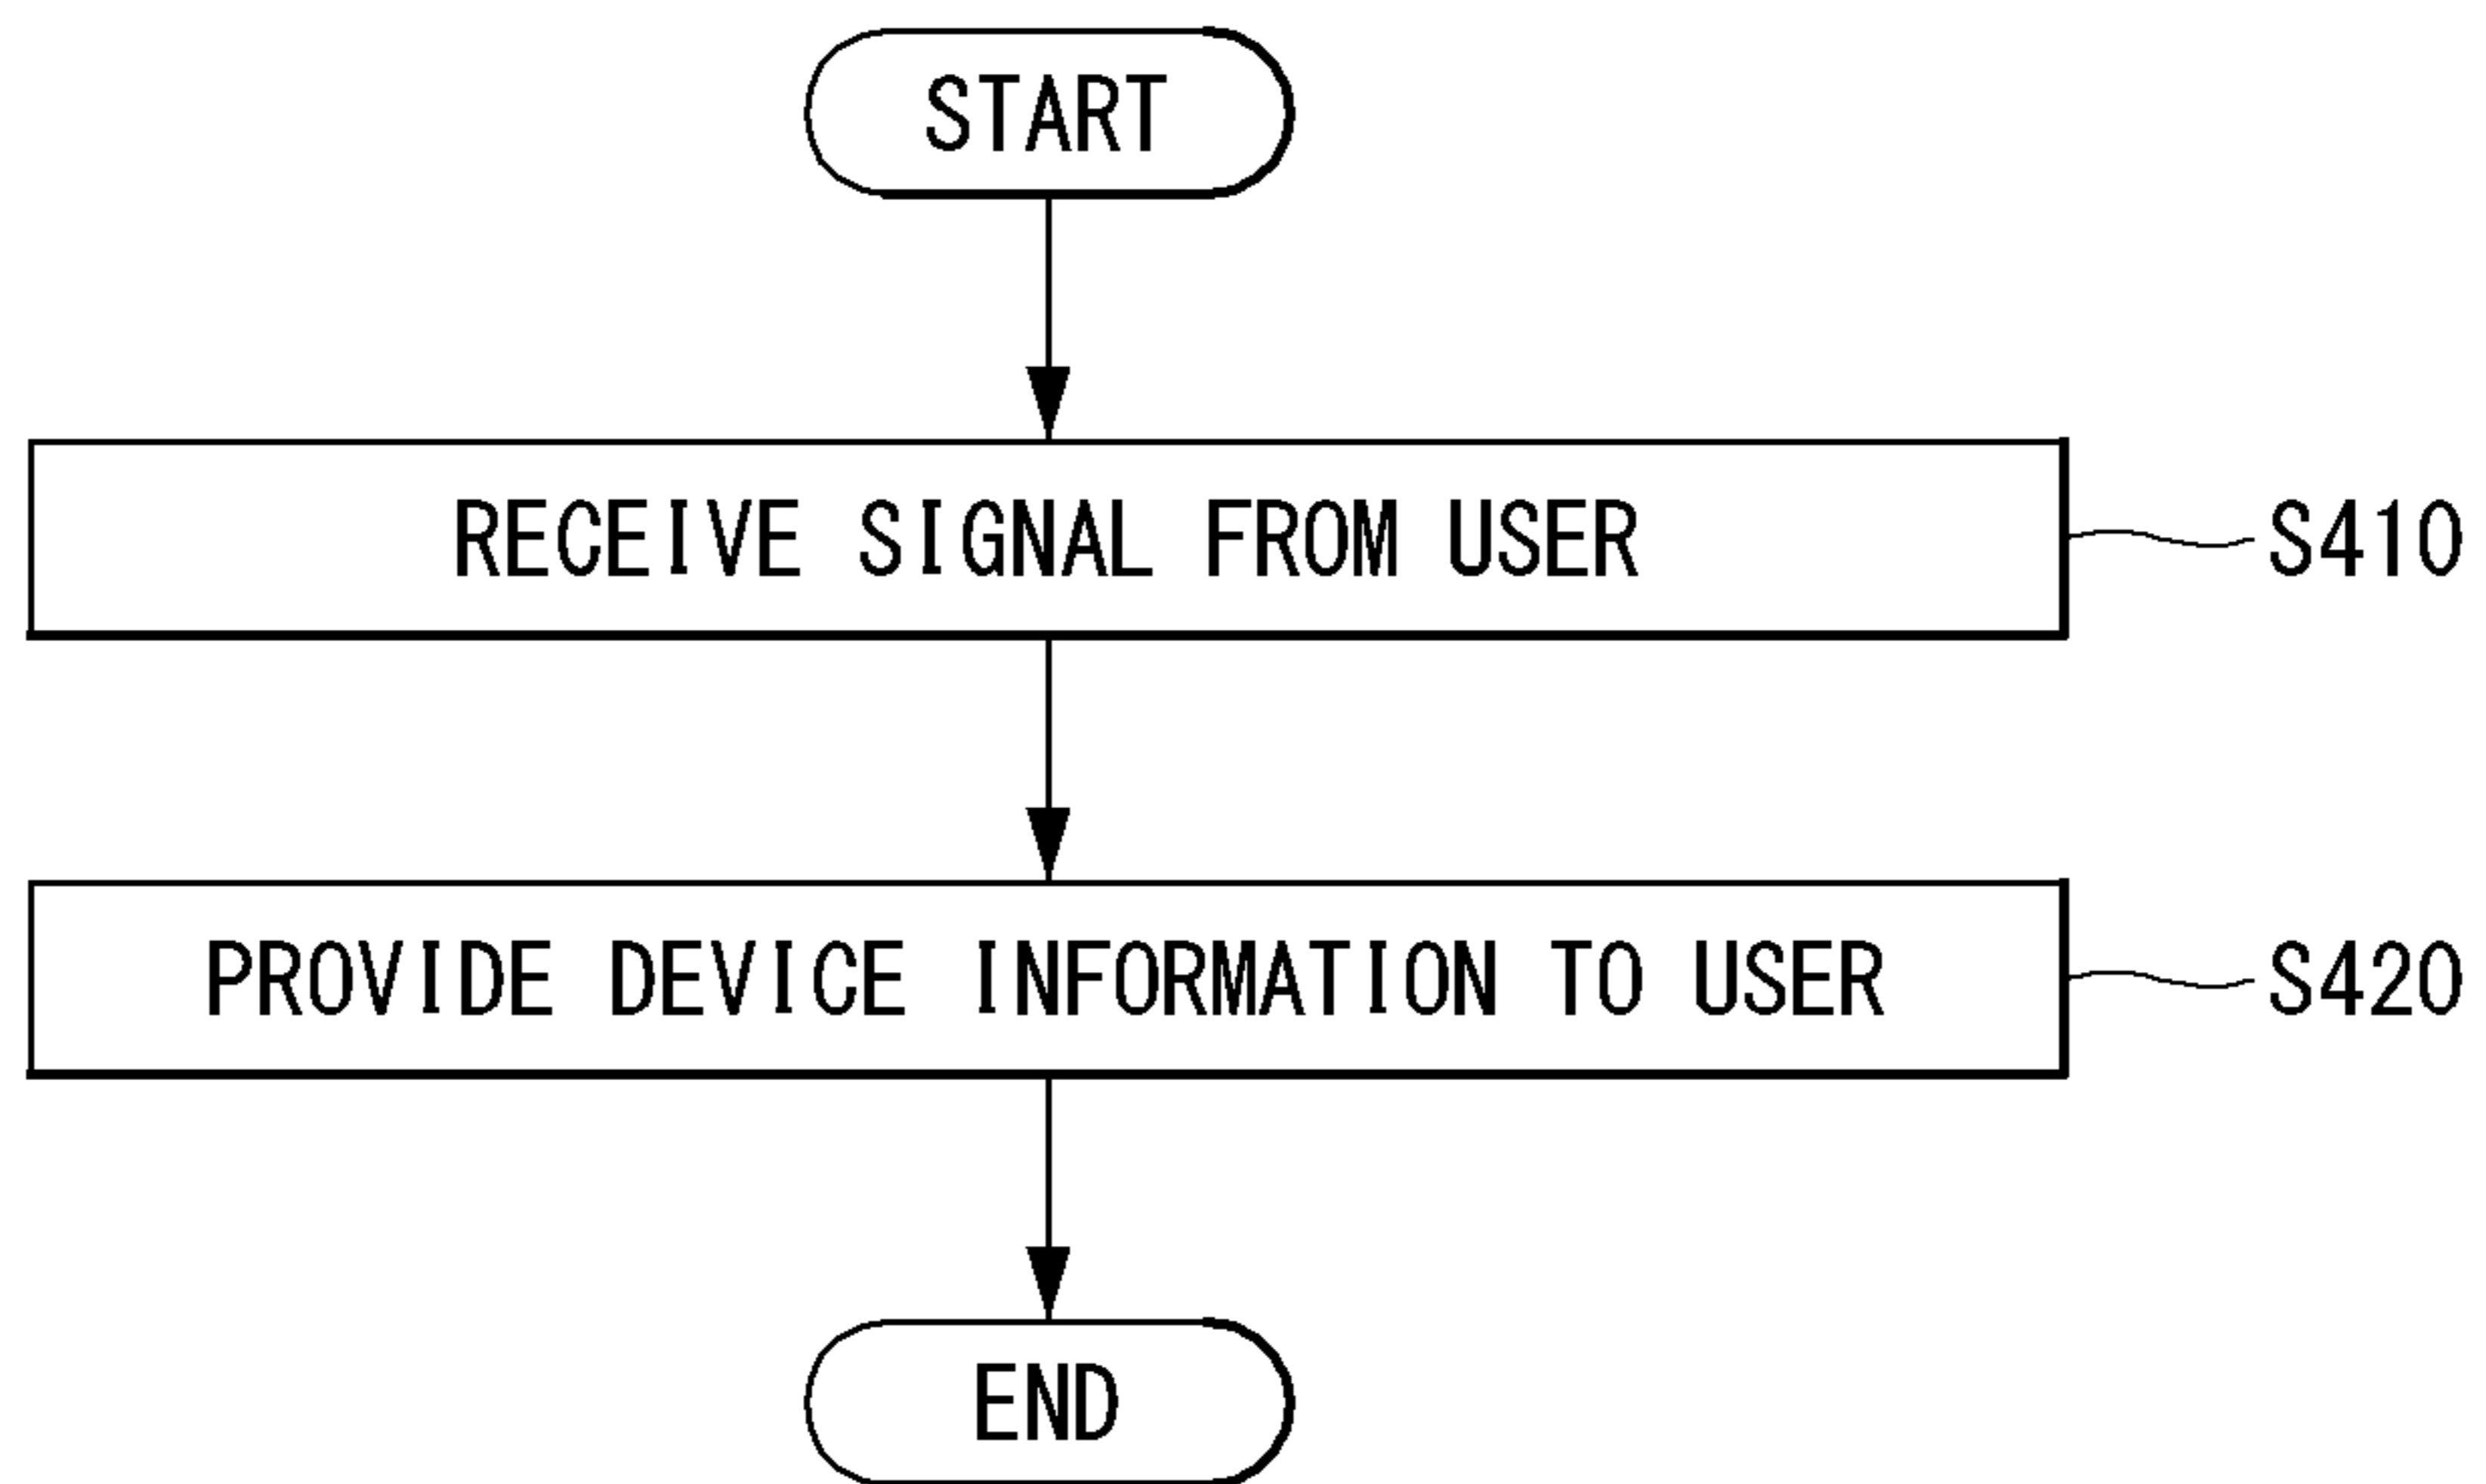 START
RECEIVE SIGNAL FROM USER
S410
PROVIDE DEVICE INFORMATION TO USER
S420
END